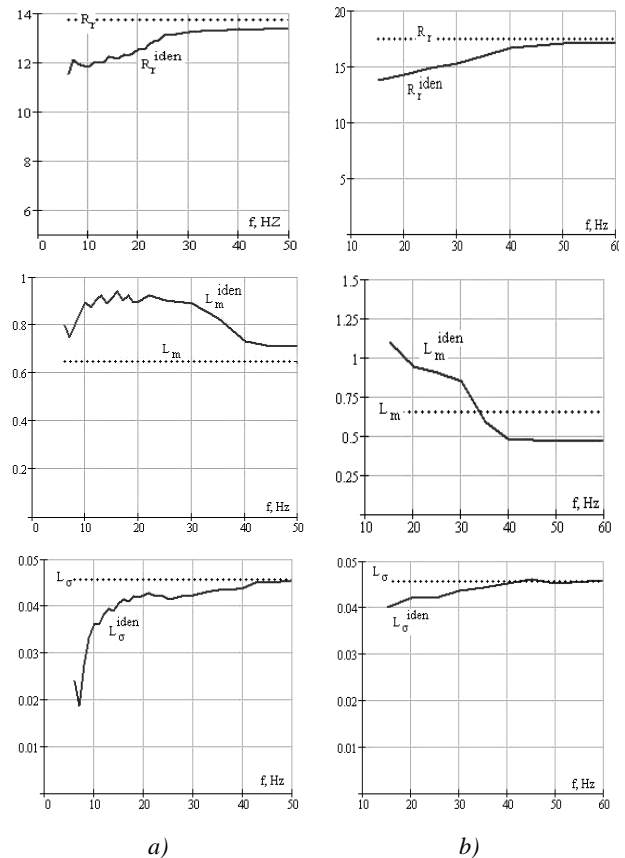 14
12
10
8
6
R_r
R_r^iden
f, HZ
0 10 20 30 40 50
20
15
10
5
R_r
R_r^iden
f, Hz
10 20 30 40 50 60
1
0.8
0.6
0.4
0.2
L_m^iden
L_m
f, Hz
0 10 20 30 40 50
1.5
1.25
1
0.75
0.5
0.25
L_m^iden
L_m
f, Hz
10 20 30 40 50 60
0.05
0.04
0.03
0.02
0.01
L_σ
L_σ^iden
f, Hz
0 10 20 30 40 50
0.05
0.04
0.03
0.02
0.01
L_σ
L_σ^iden
f, Hz
10 20 30 40 50 60
a)
b)